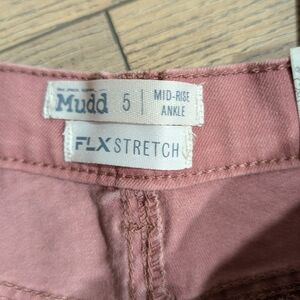 Mudd 5 | MID-RISE
ANKLE
FLX STRETCH